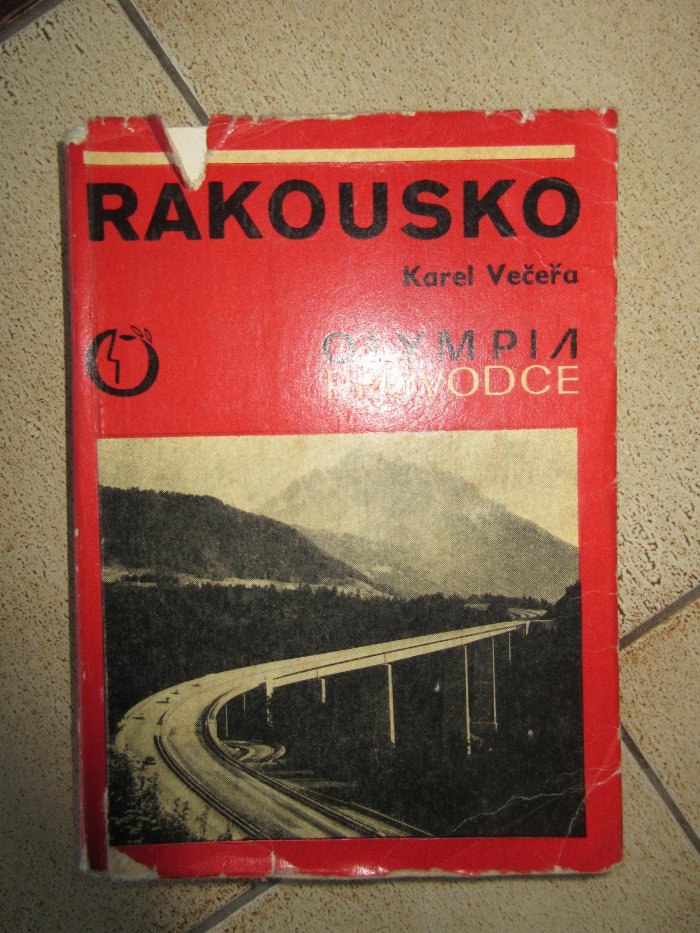 RAKOUSKO
Karel Večeřa
OLYMPIA
PRŮVODCE